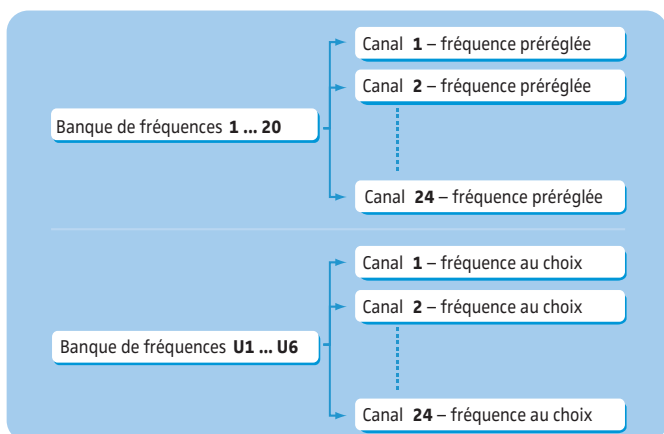 Canal 1 – fréquence préréglée
Canal 2 – fréquence préréglée
Banque de fréquences 1 ... 20
Canal 24 – fréquence préréglée
Canal 1 – fréquence au choix
Canal 2 – fréquence au choix
Banque de fréquences U1 ... U6
Canal 24 – fréquence au choix